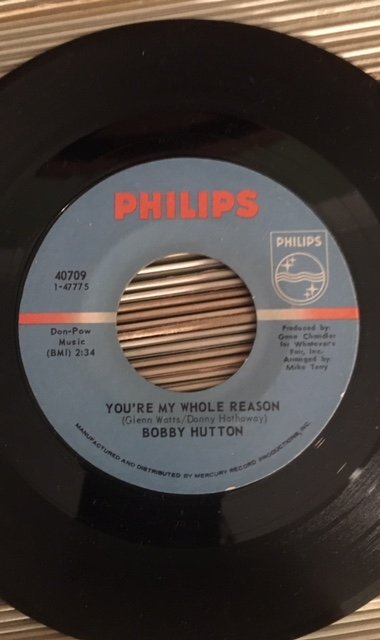 PHILIPS
PHILIPS
40709
1-47775
Don-Pow
Music
(BMI) 2:34
Produced by:
Gene Chandler
for Whatever's
Fair, Inc.
Arranged by:
Mike Terry
YOU'RE MY WHOLE REASON
(Glenn Watts/Donny Hathaway)
BOBBY HUTTON
MANUFACTURED AND DISTRIBUTED BY MERCURY RECORD PRODUCTIONS, INC.